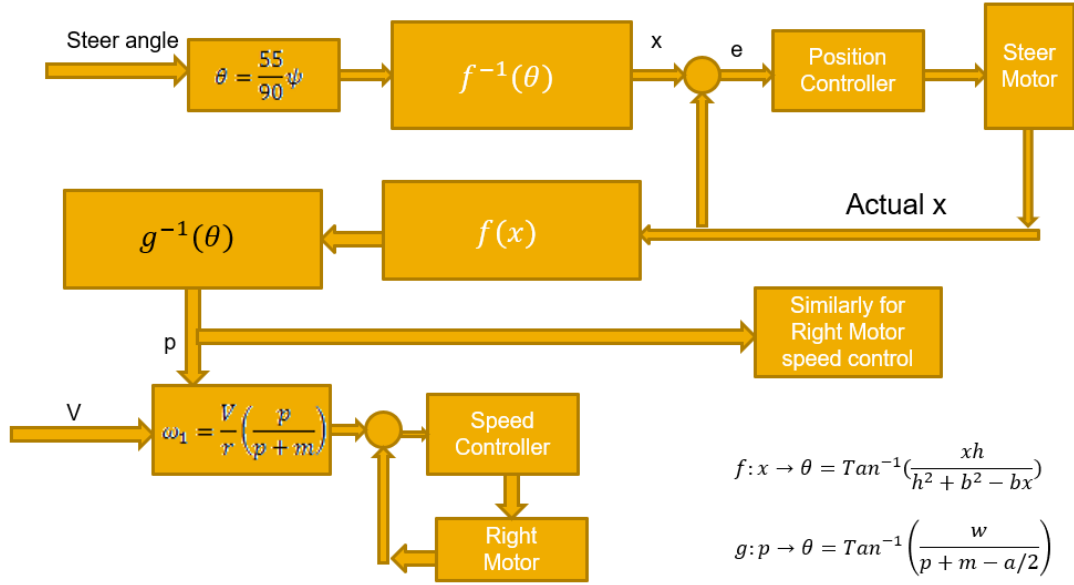 Steer angle
θ = 55/90 ψ
f⁻¹(θ)
x
e
Position
Controller
Steer
Motor
Actual x
f(x)
g⁻¹(θ)
p
Similarly for
Right Motor
speed control
V
ω₁ = V/r (p/(p + m))
Speed
Controller
Right
Motor
f: x → θ = Tan⁻¹(xh/(h² + b² − bx))
g: p → θ = Tan⁻¹(w/(p + m − a/2))